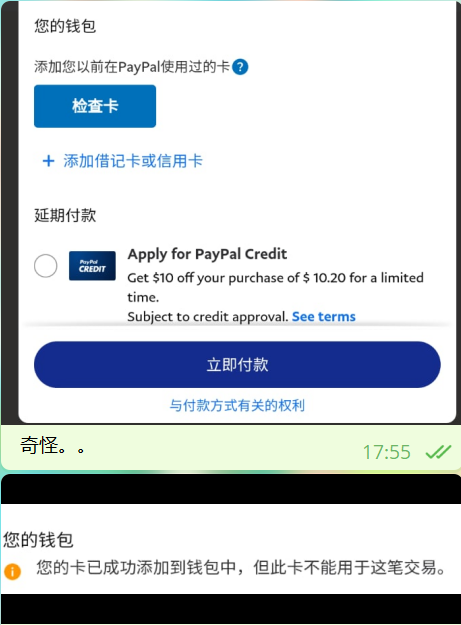 您的钱包
添加您以前在PayPal使用过的卡?
检查卡
+ 添加借记卡或信用卡
延期付款
PayPal
CREDIT
Apply for PayPal Credit
Get $10 off your purchase of $ 10.20 for a limited
time.
Subject to credit approval. See terms
立即付款
与付款方式有关的权利
奇怪。。
17:55
您的钱包
您的卡已成功添加到钱包中，但此卡不能用于这笔交易。